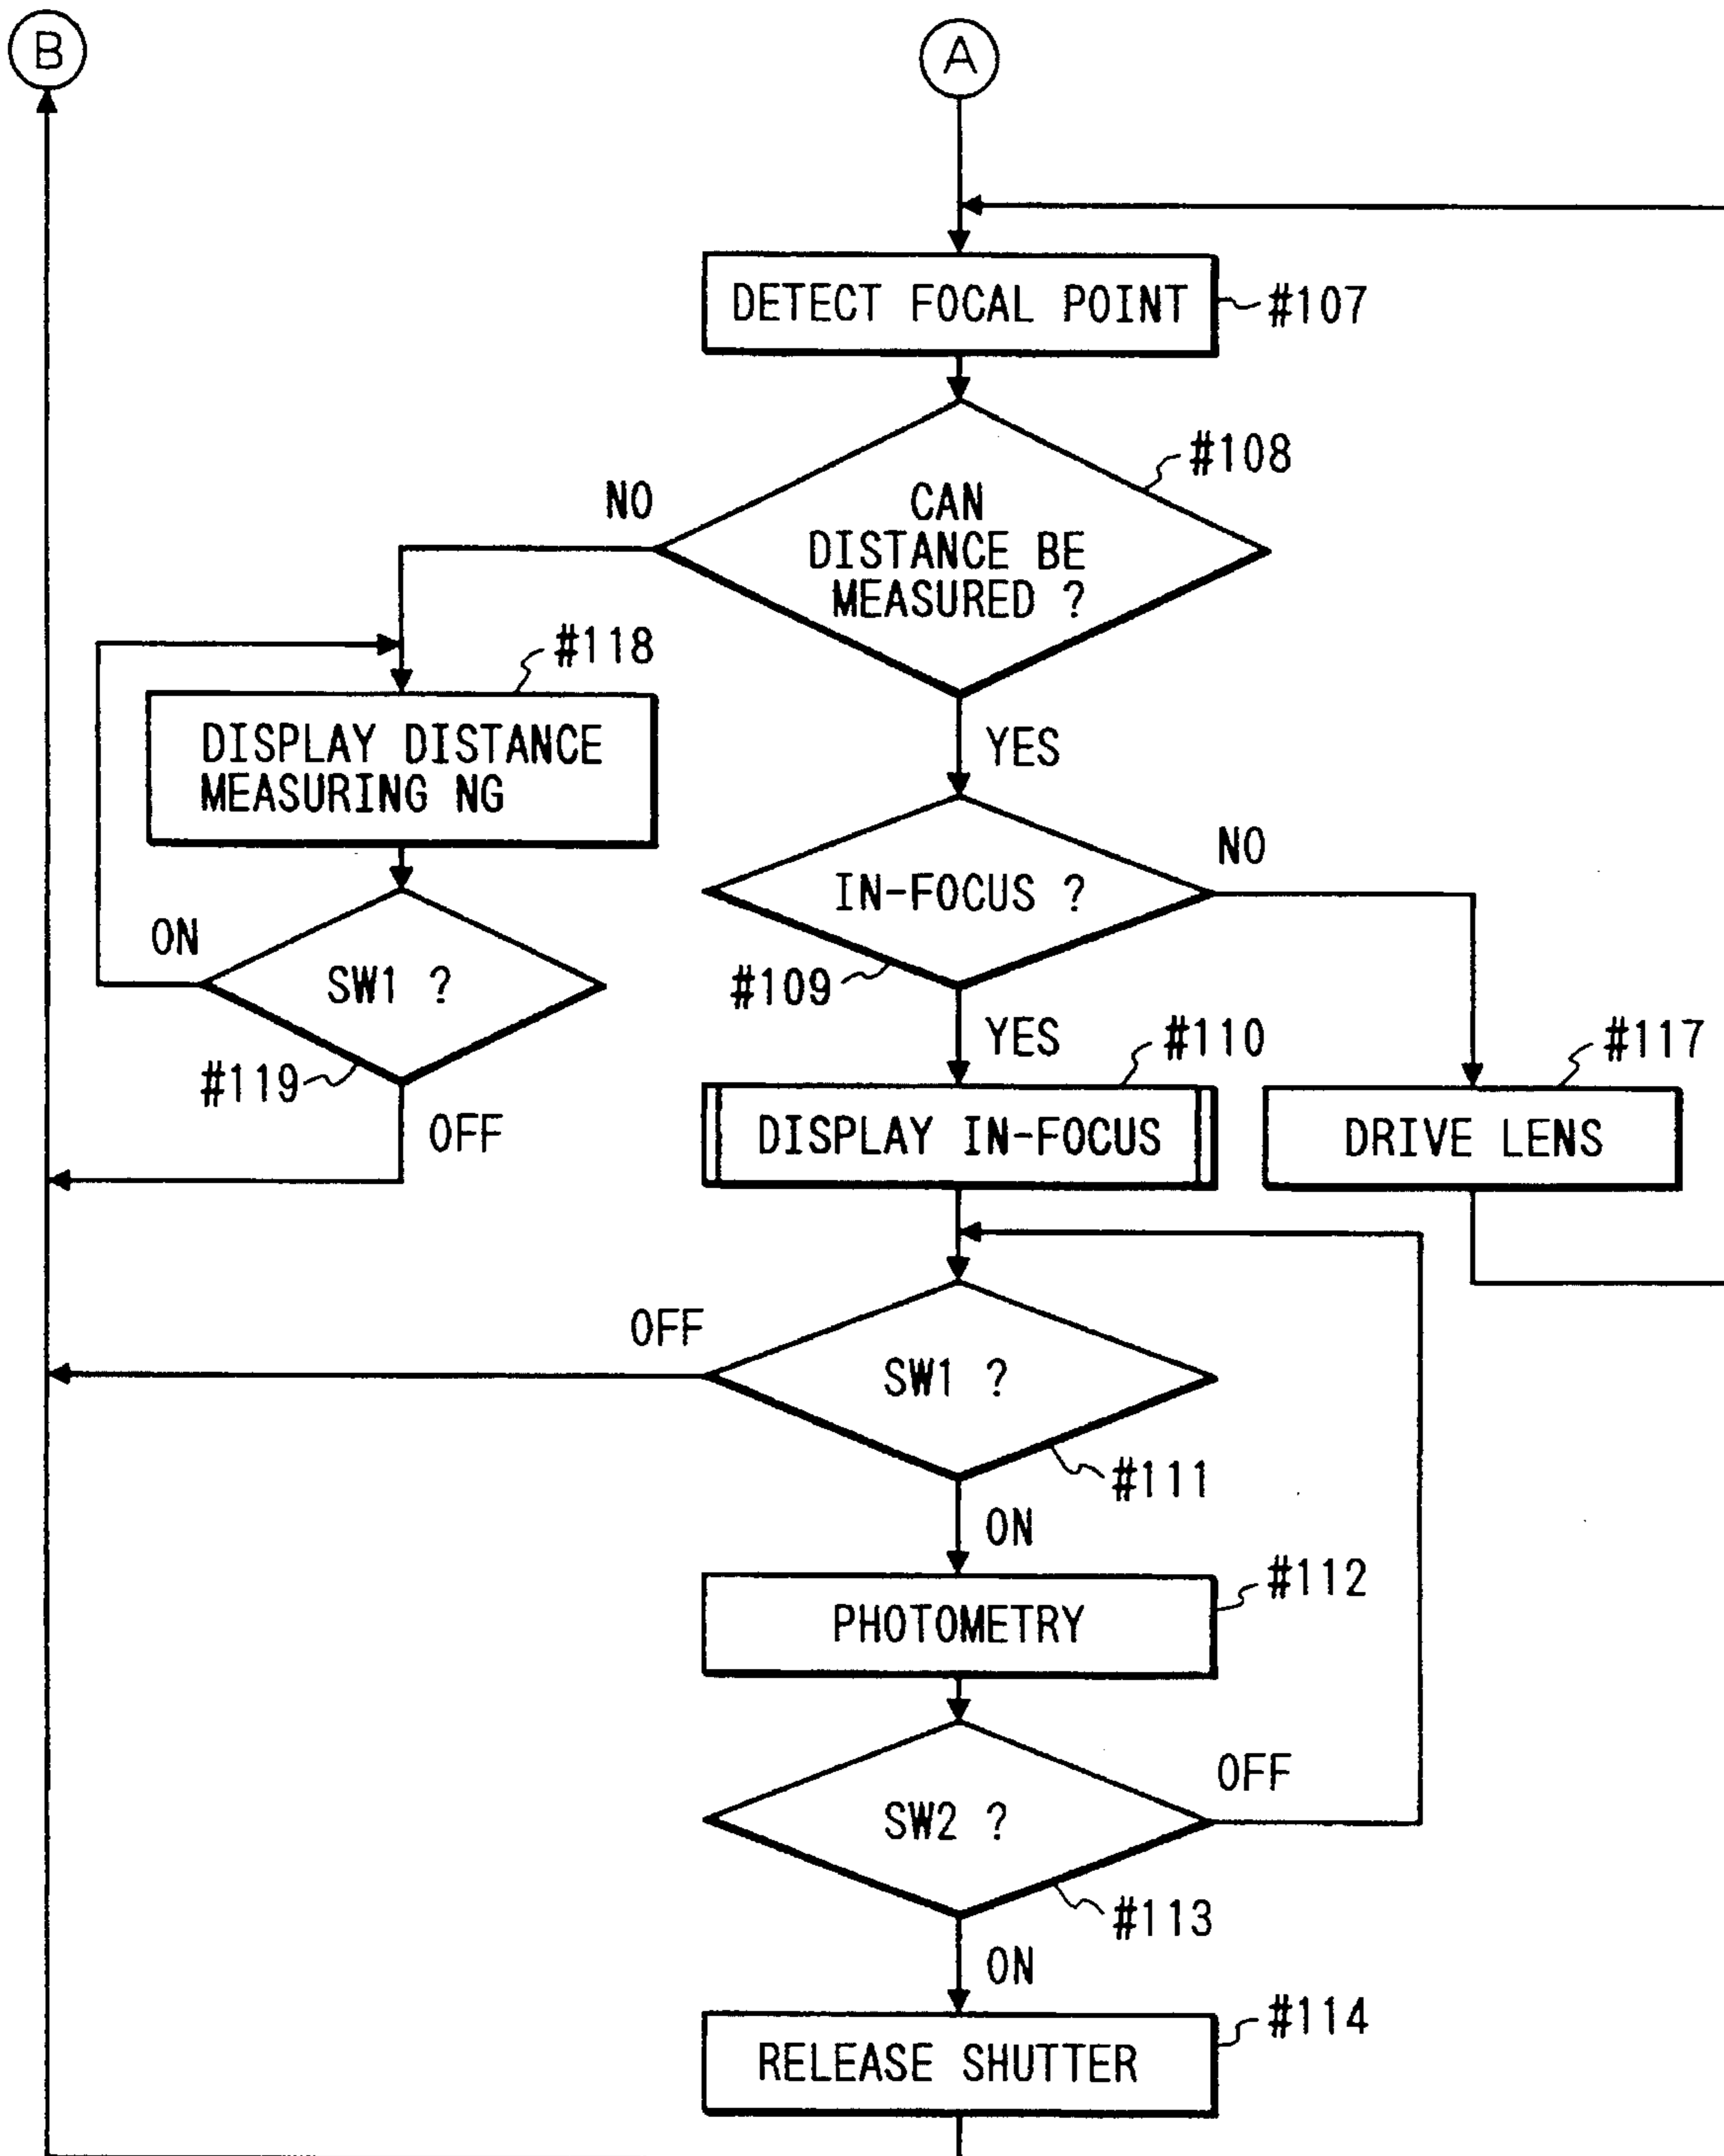 B
A
DETECT FOCAL POINT
#107
#108
NO
CAN
DISTANCE BE
MEASURED ?
#118
DISPLAY DISTANCE
MEASURING NG
YES
NO
IN-FOCUS ?
#109
ON
SW1 ?
#119
OFF
YES
#110
DISPLAY IN-FOCUS
#117
DRIVE LENS
OFF
SW1 ?
#111
ON
#112
PHOTOMETRY
OFF
SW2 ?
#113
ON
#114
RELEASE SHUTTER